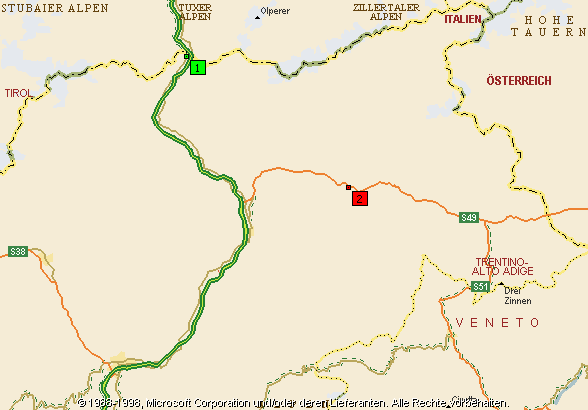 STUBAIER ALPEN
TUXER
ALPEN
Olperer
ZILLERTALER
ALPEN
ITALIEN
HOHE
TAUERN
1
ÖSTERREICH
TIROL
2
S49
S38
TRENTINO-
ALTO ADIGE
S51
Drei
Zinnen
VENETO
© 1988-1998, Microsoft Corporation und/oder deren Lieferanten. Alle Rechte vorbehalten.